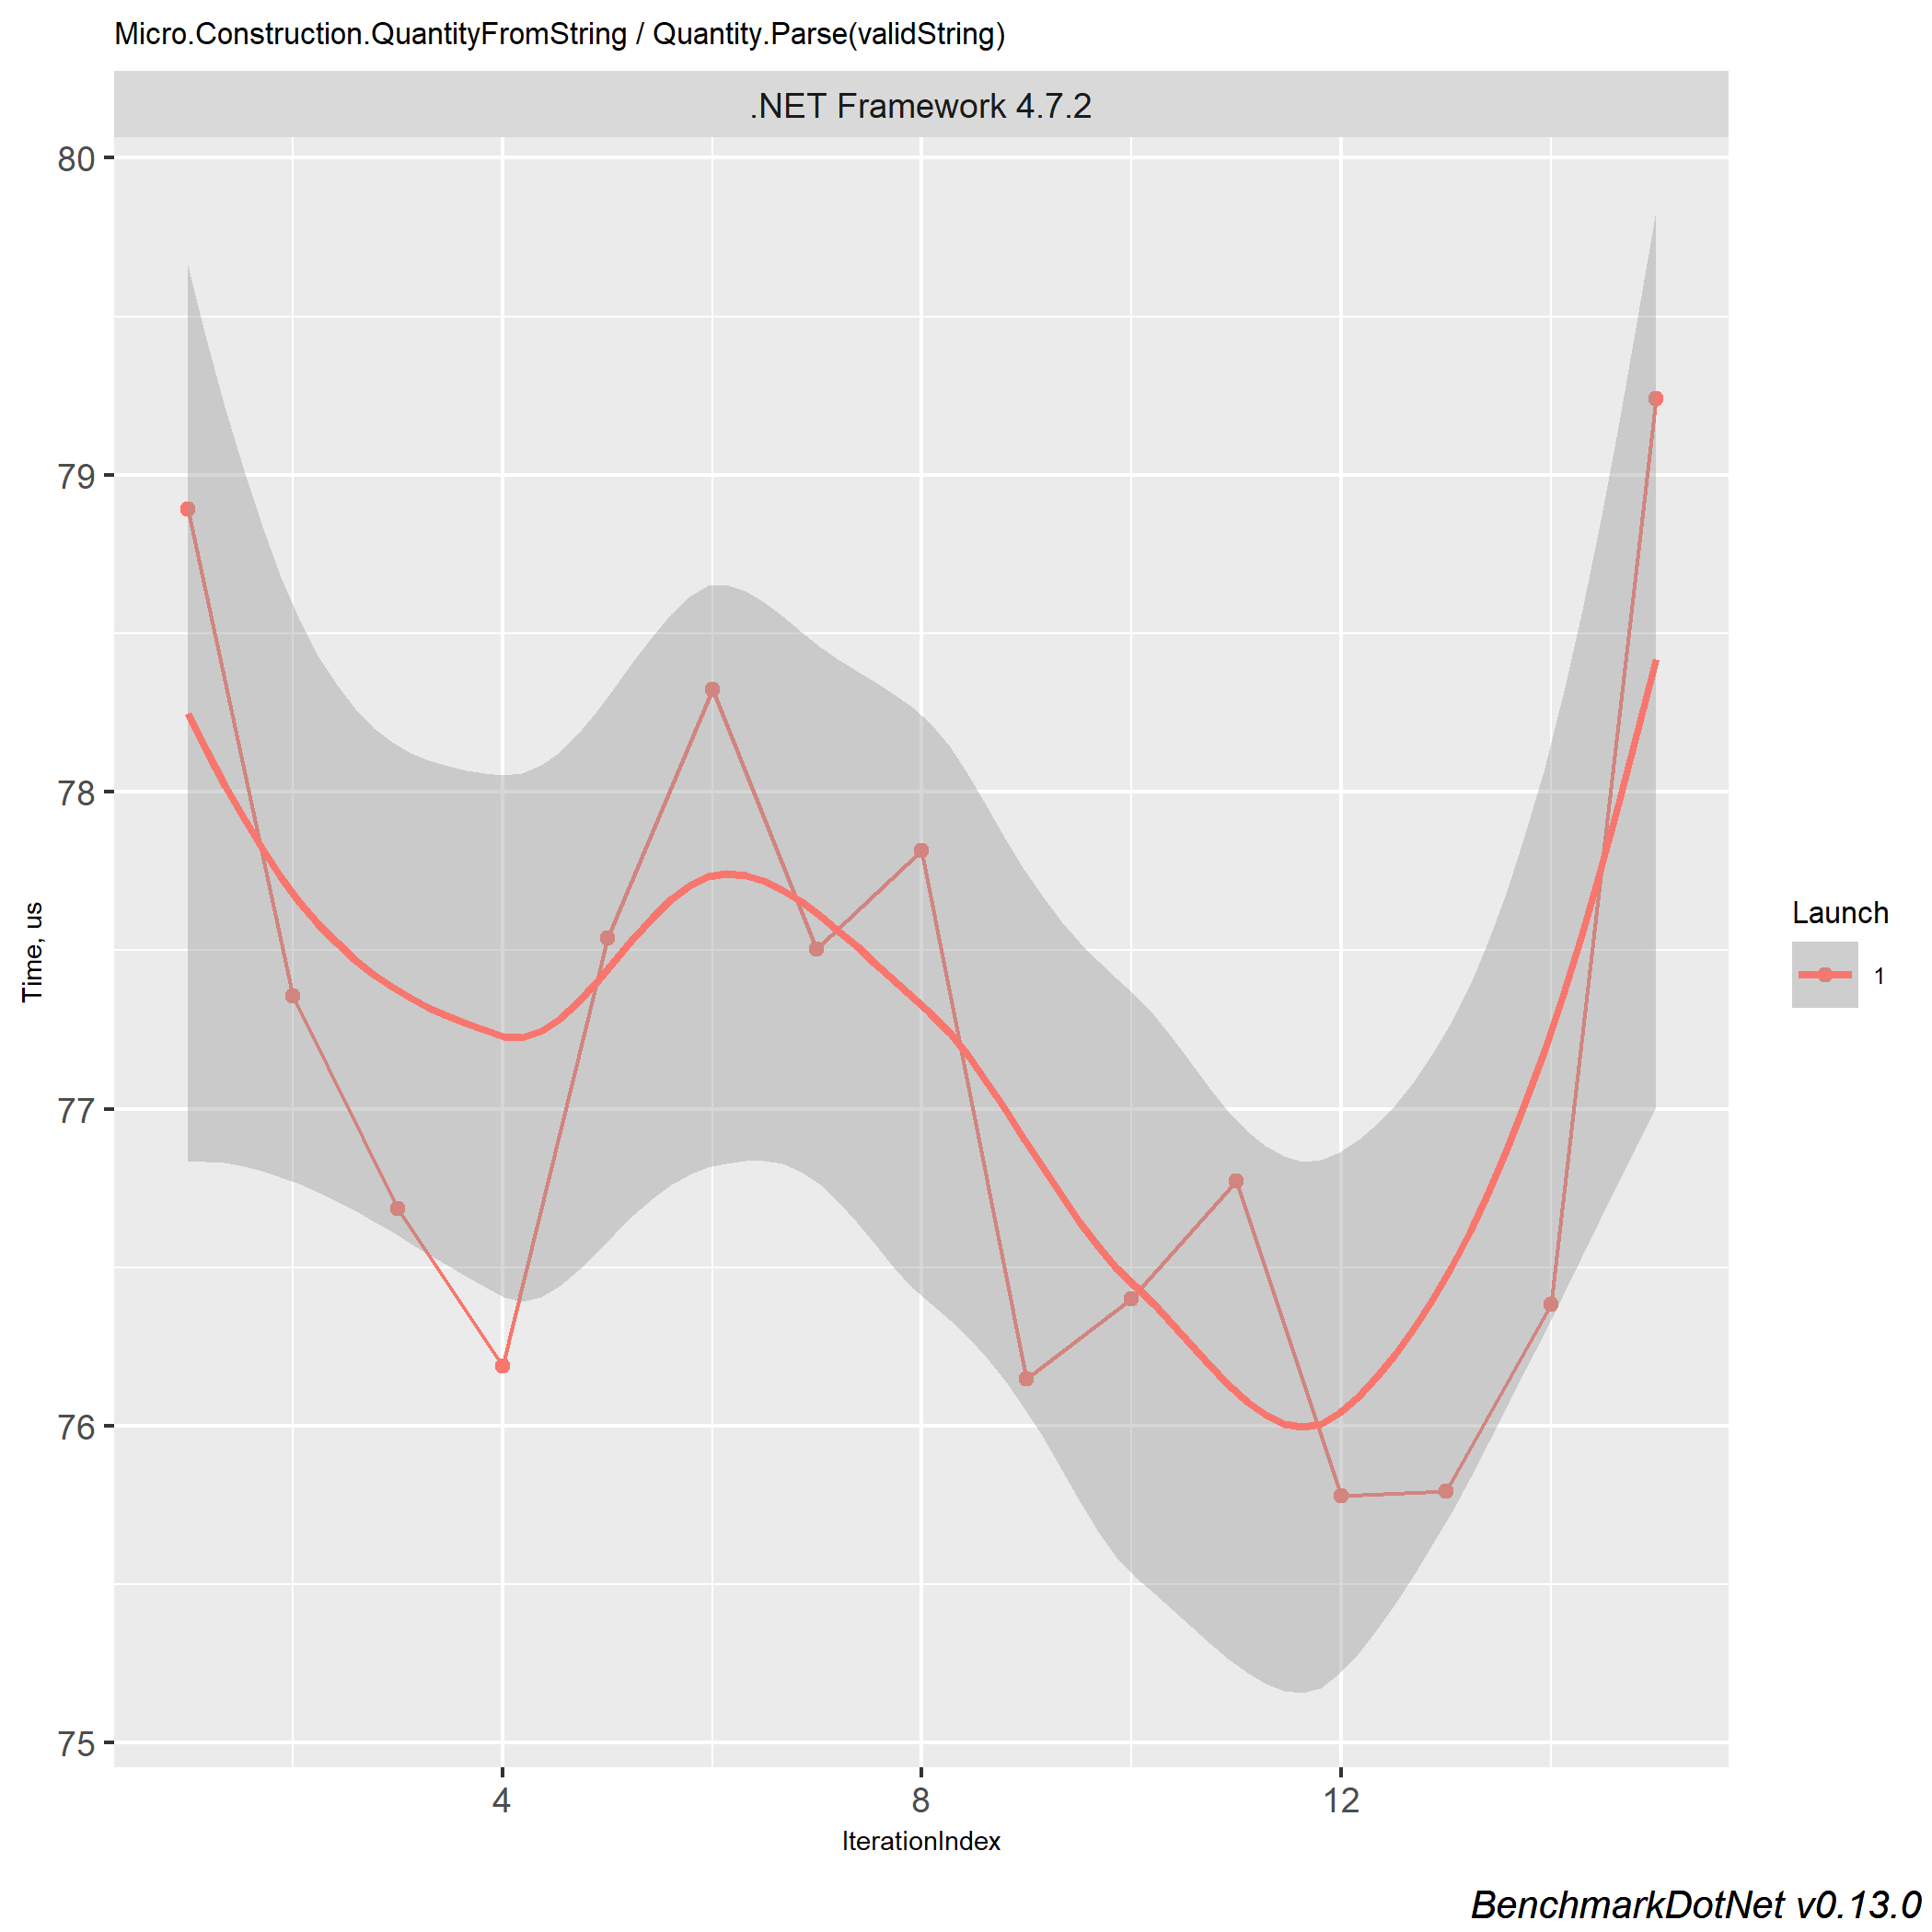 Micro.Construction.QuantityFromString / Quantity.Parse(validString)
.NET Framework 4.7.2
80
79
78
77
76
75
Time, us
4 8 12
IterationIndex
Launch
1
BenchmarkDotNet v0.13.0